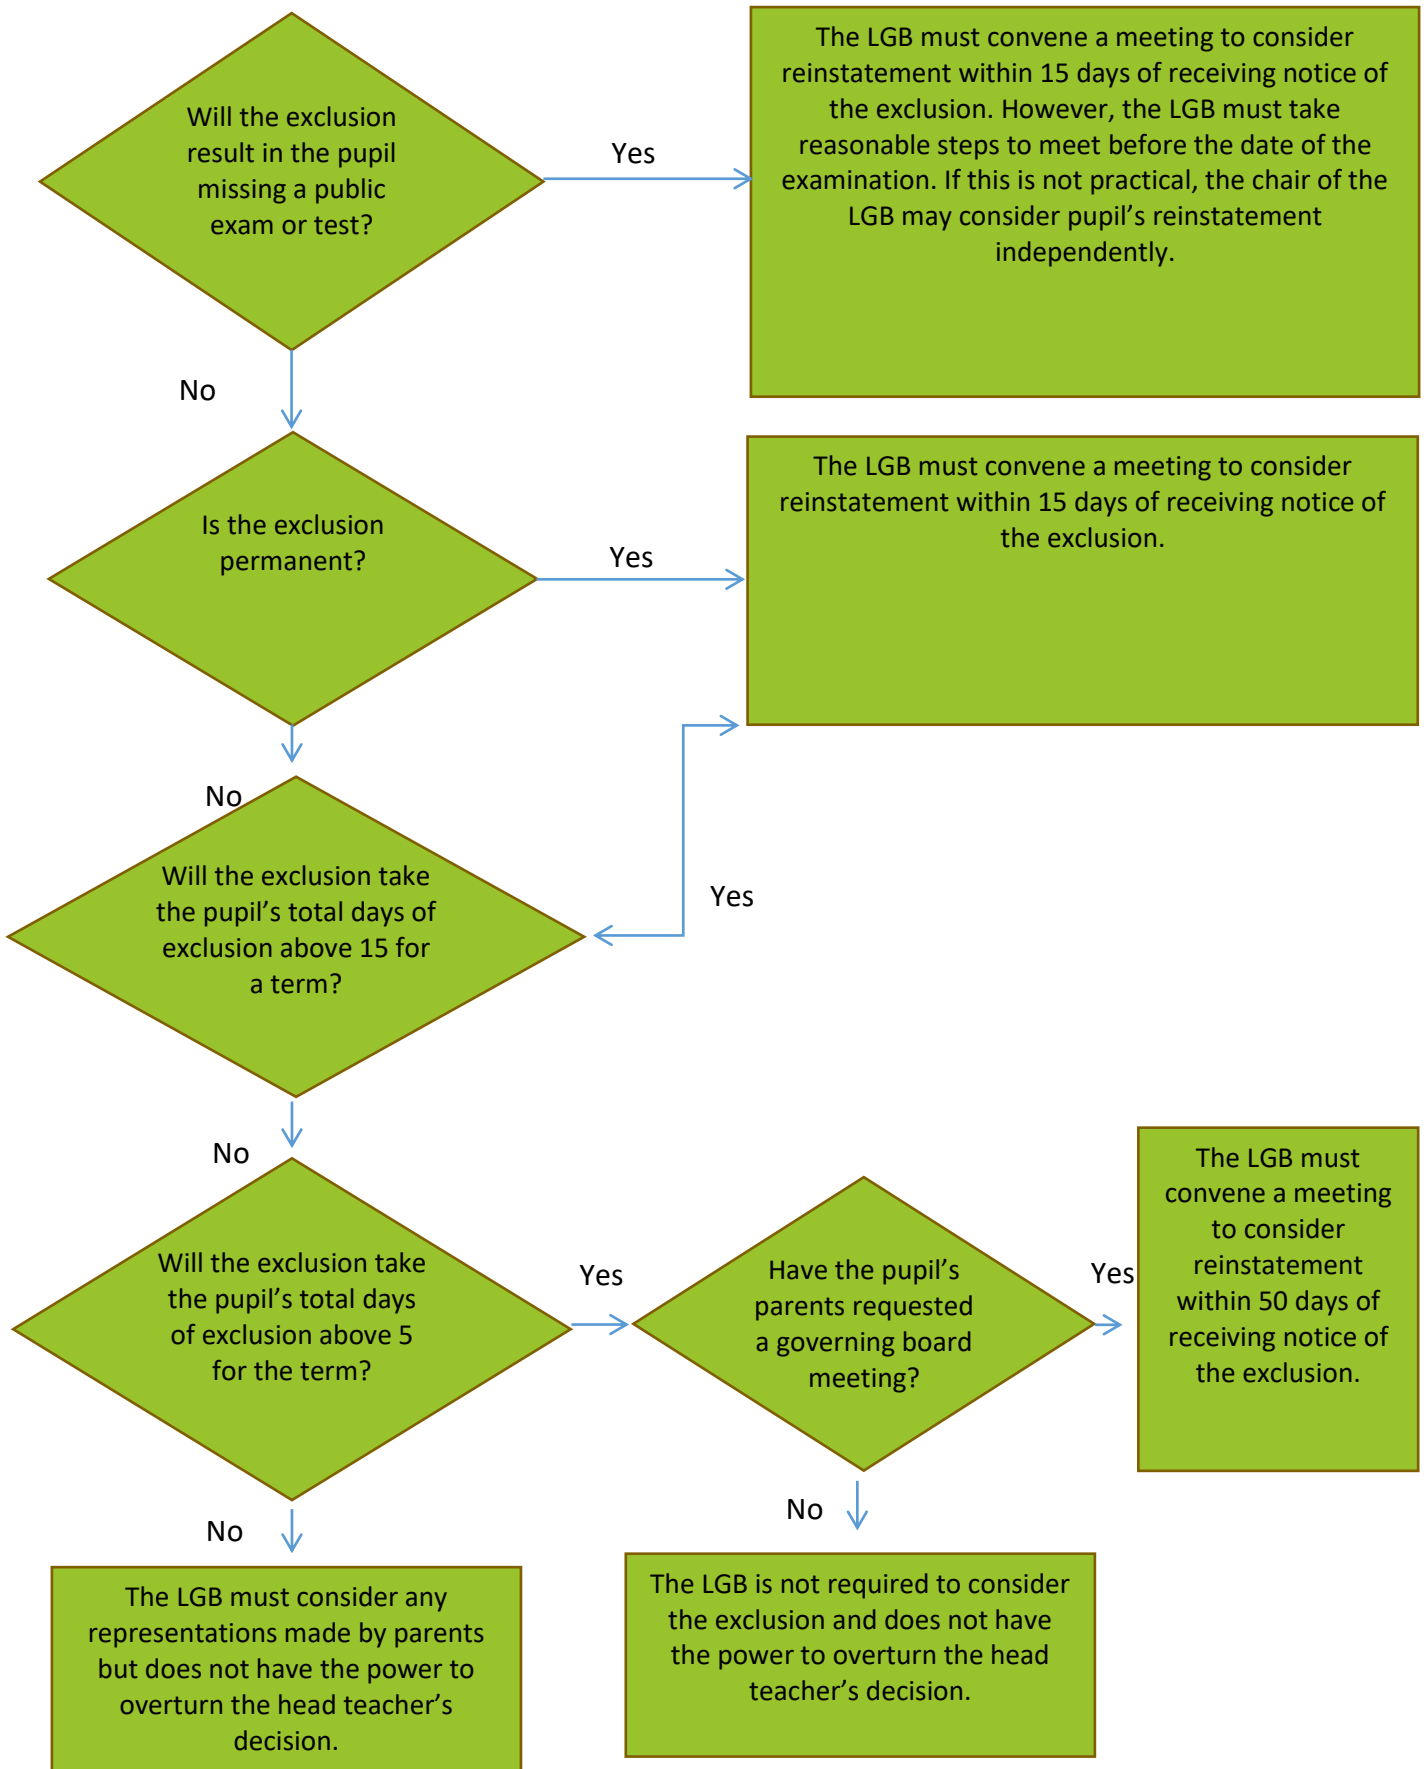 Will the exclusion
result in the pupil
missing a public
exam or test?
Yes
The LGB must convene a meeting to consider
reinstatement within 15 days of receiving notice of
the exclusion. However, the LGB must take
reasonable steps to meet before the date of the
examination. If this is not practical, the chair of the
LGB may consider pupil’s reinstatement
independently.
No
Is the exclusion
permanent?
Yes
The LGB must convene a meeting to consider
reinstatement within 15 days of receiving notice of
the exclusion.
No
Will the exclusion take
the pupil’s total days of
exclusion above 15 for
a term?
Yes
No
Will the exclusion take
the pupil’s total days
of exclusion above 5
for the term?
Yes
Have the pupil’s
parents requested
a governing board
meeting?
Yes
The LGB must
convene a meeting
to consider
reinstatement
within 50 days of
receiving notice of
the exclusion.
No
The LGB must consider any
representations made by parents
but does not have the power to
overturn the head teacher’s
decision.
No
The LGB is not required to consider
the exclusion and does not have
the power to overturn the head
teacher’s decision.